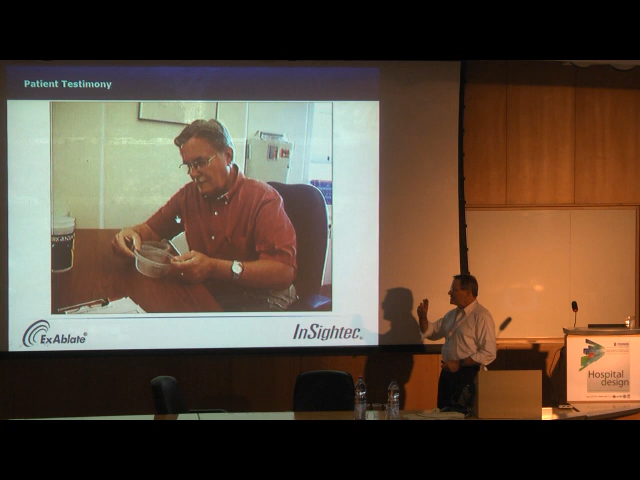 Patient Testimony
ExAblate®
InSightec®
Hospital
design